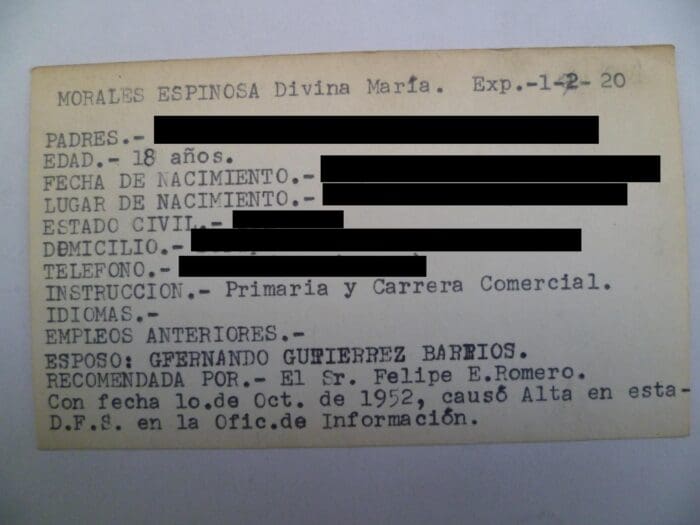 MORALES ESPINOSA Divina María. Exp.-1-2- 20
PADRES.-
EDAD.- 18 años.
FECHA DE NACIMIENTO.-
LUGAR DE NACIMIENTO.-
ESTADO CIVIL.-
DOMICILIO.-
TELEFONO.-
INSTRUCCION.- Primaria y Carrera Comercial.
IDIOMAS.-
EMPLEOS ANTERIORES.-
ESPOSO: GFERNANDO GUTIERREZ BARRIOS.
RECOMENDADA POR.- El Sr. Felipe E.Romero.
Con fecha 1o.de Oct. de 1952, causó Alta en esta-
D.F.S. en la Ofic.de Información.